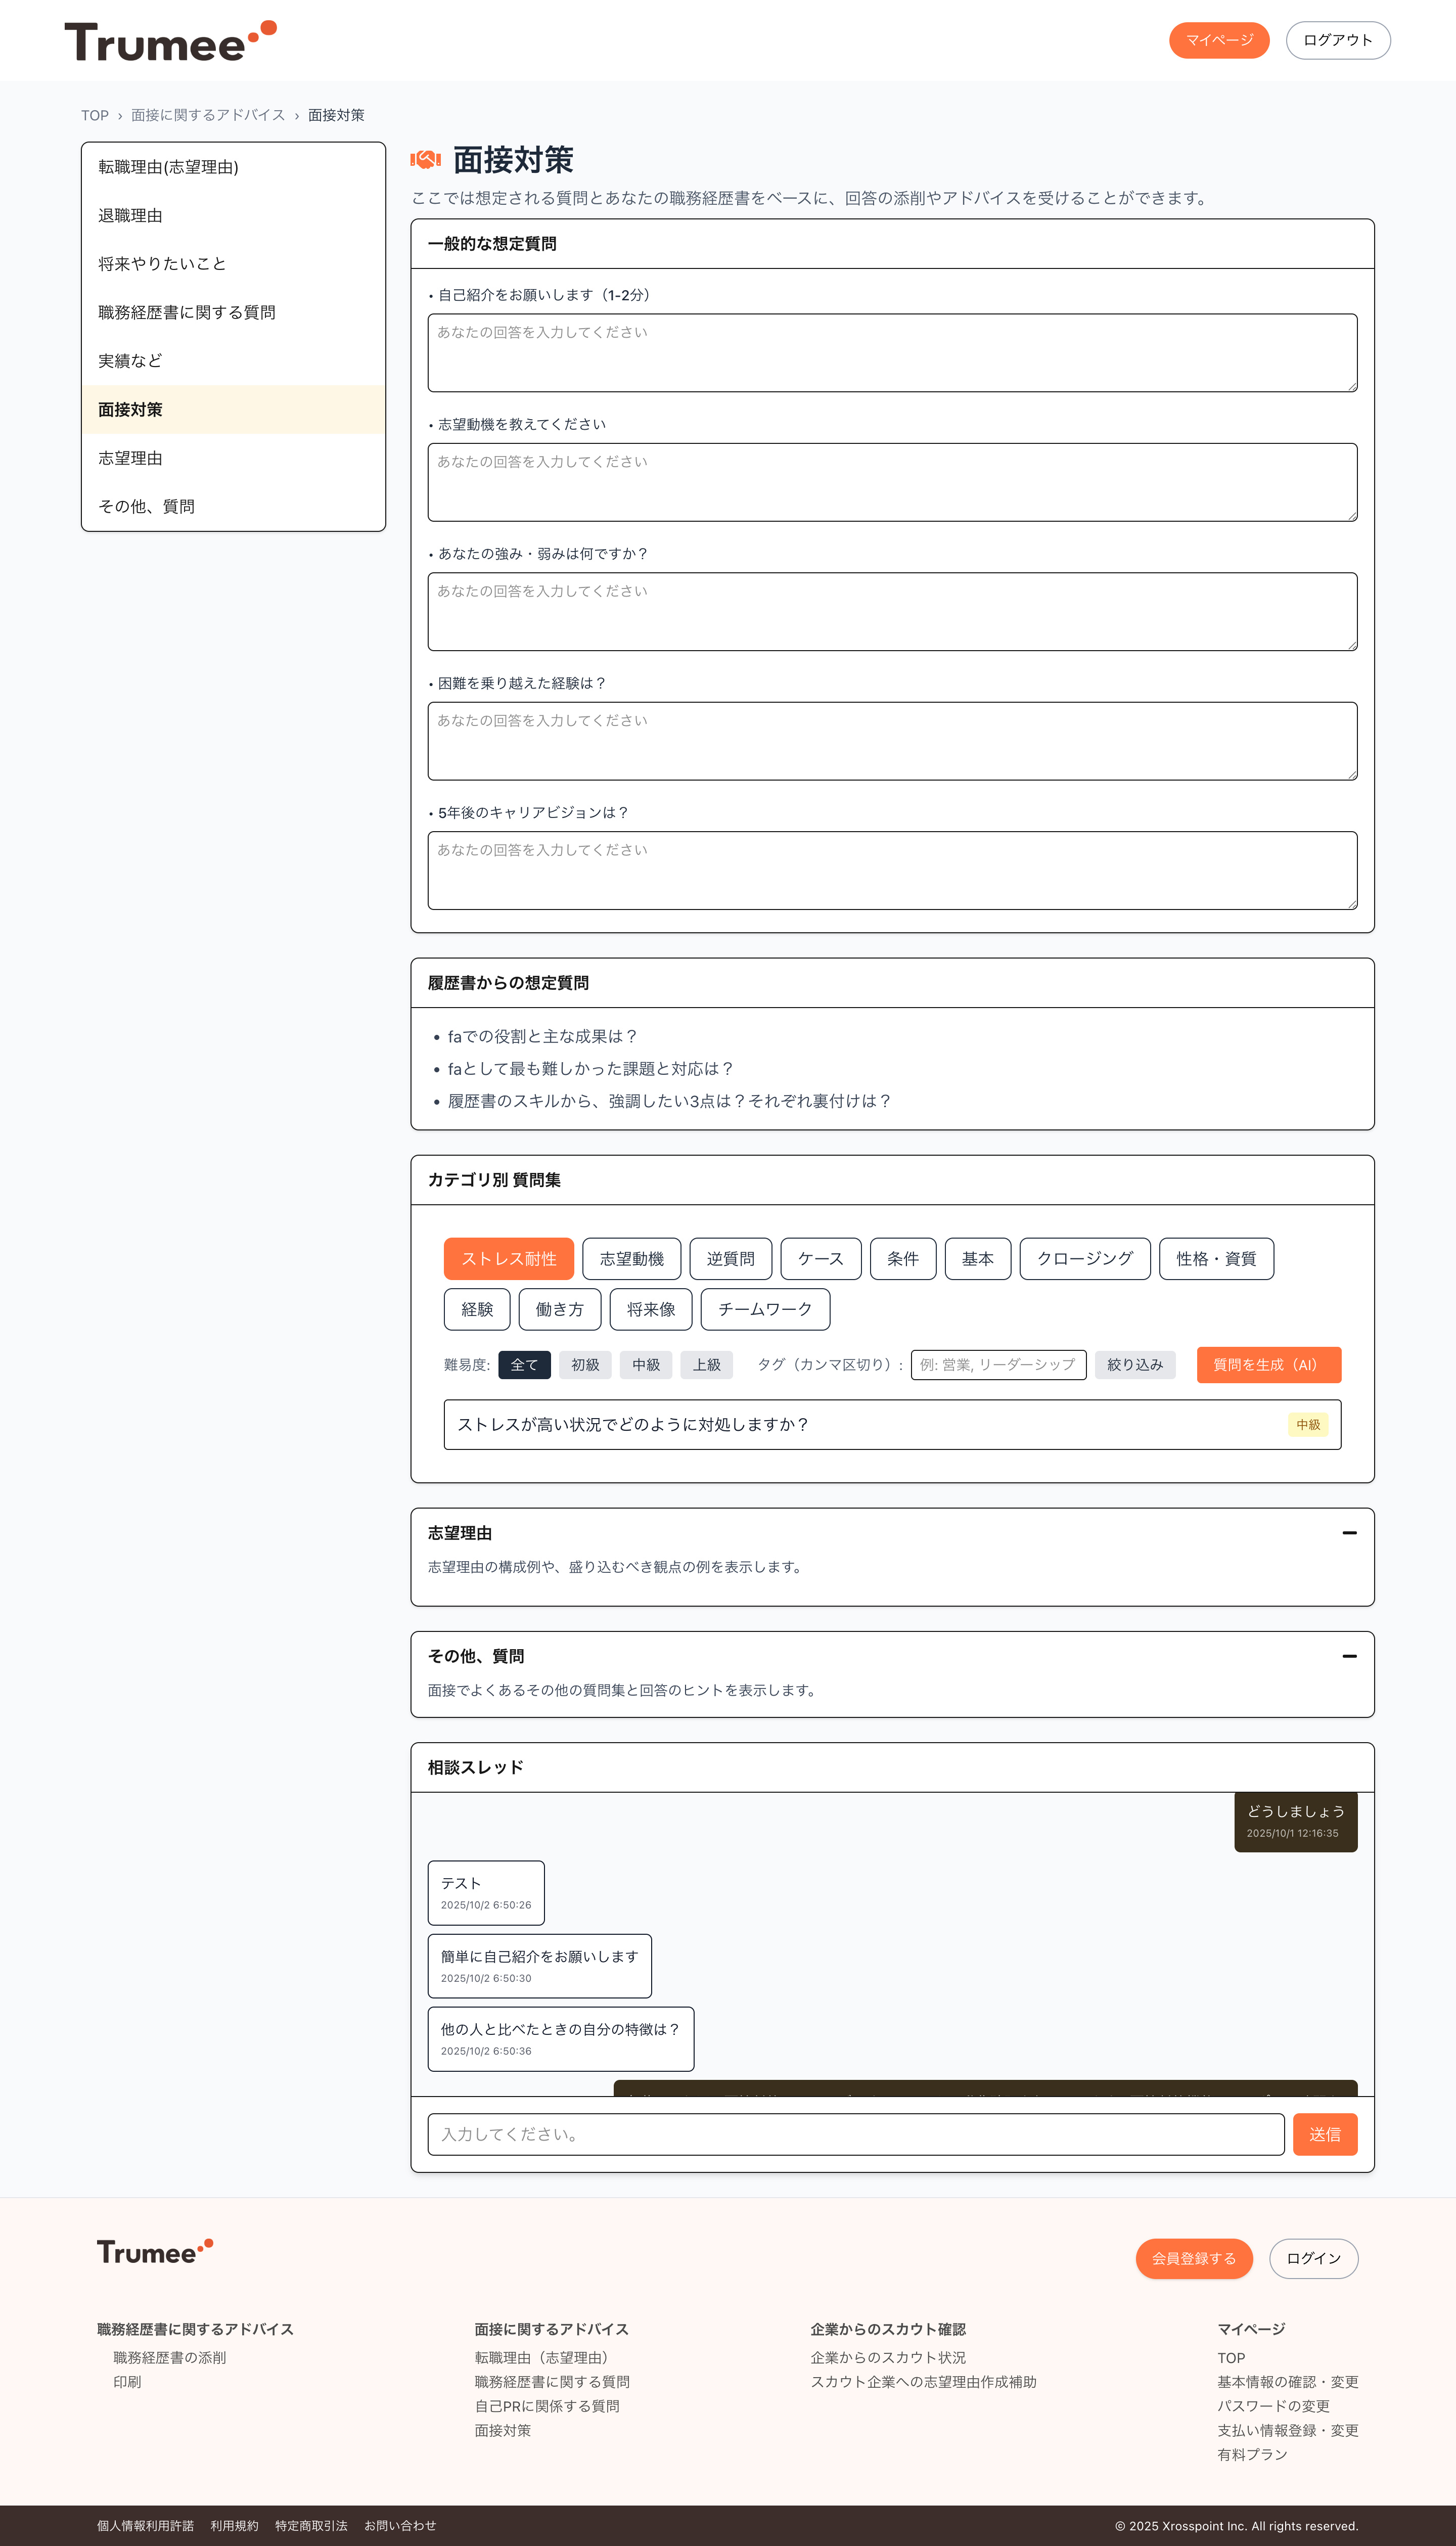 Trumee
マイページ
ログアウト
TOP › 面接に関するアドバイス › 面接対策
転職理由(志望理由)
退職理由
将来やりたいこと
職務経歴書に関する質問
実績など
面接対策
志望理由
その他、質問
面接対策
ここでは想定される質問とあなたの職務経歴書をベースに、回答の添削やアドバイスを受けることができます。
一般的な想定質問
• 自己紹介をお願いします（1-2分）
あなたの回答を入力してください
• 志望動機を教えてください
あなたの回答を入力してください
• あなたの強み・弱みは何ですか？
あなたの回答を入力してください
• 困難を乗り越えた経験は？
あなたの回答を入力してください
• 5年後のキャリアビジョンは？
あなたの回答を入力してください
履歴書からの想定質問
• faでの役割と主な成果は？
• faとして最も難しかった課題と対応は？
• 履歴書のスキルから、強調したい3点は？それぞれ裏付けは？
カテゴリ別 質問集
ストレス耐性 志望動機 逆質問 ケース 条件 基本 クロージング 性格・資質
経験 働き方 将来像 チームワーク
難易度: 全て 初級 中級 上級 タグ（カンマ区切り）: 例: 営業, リーダーシップ 絞り込み 質問を生成（AI）
ストレスが高い状況でどのように対処しますか？ 中級
志望理由
志望理由の構成例や、盛り込むべき観点の例を表示します。
その他、質問
面接でよくあるその他の質問集と回答のヒントを表示します。
相談スレッド
どうしましょう
2025/10/1 12:16:35
テスト
2025/10/2 6:50:26
簡単に自己紹介をお願いします
2025/10/2 6:50:30
他の人と比べたときの自分の特徴は？
2025/10/2 6:50:36
入力してください。
送信
Trumee
会員登録する
ログイン
職務経歴書に関するアドバイス
職務経歴書の添削
印刷
面接に関するアドバイス
転職理由（志望理由）
職務経歴書に関する質問
自己PRに関係する質問
面接対策
企業からのスカウト確認
企業からのスカウト状況
スカウト企業への志望理由作成補助
マイページ
TOP
基本情報の確認・変更
パスワードの変更
支払い情報登録・変更
有料プラン
個人情報利用許諾 利用規約 特定商取引法 お問い合わせ
© 2025 Xrosspoint Inc. All rights reserved.